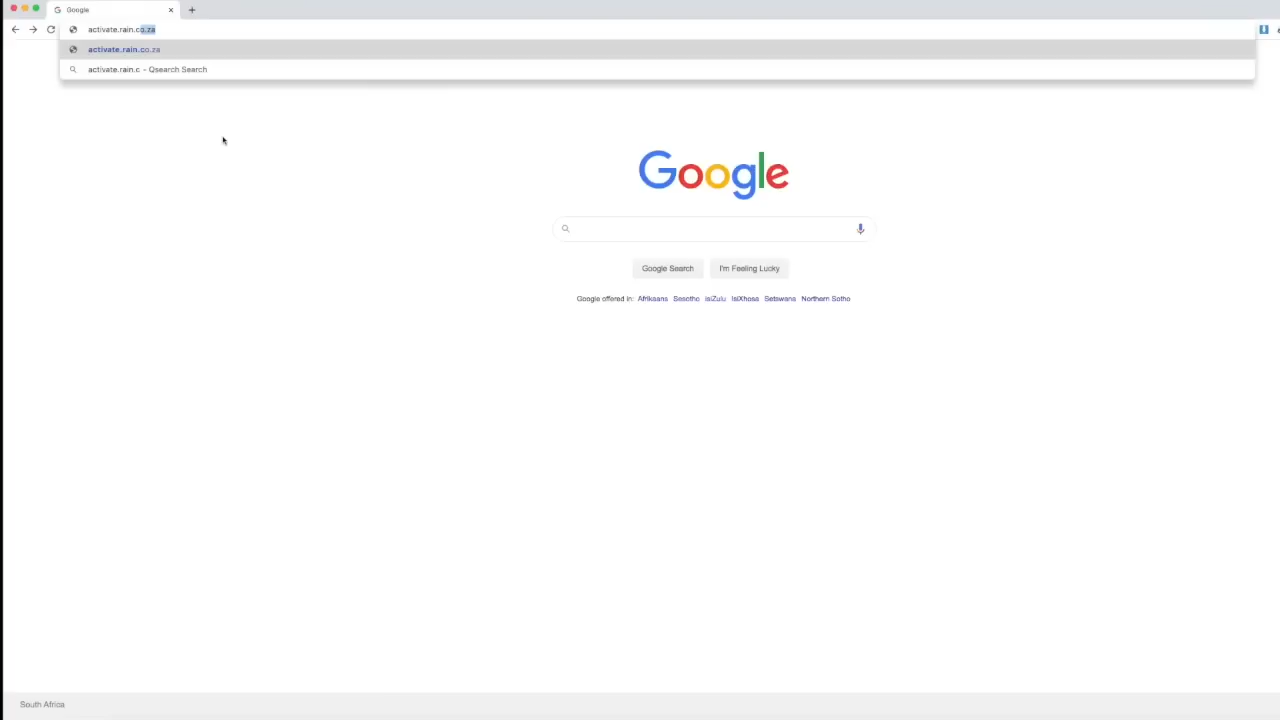 Google
activate.rain.co.za
activate.rain.co.za
activate.rain.c - Qsearch Search
Google
Google Search I'm Feeling Lucky
Google offered in: Afrikaans Sesotho isiZulu IsiXhosa Setswana Northern Sotho
South Africa